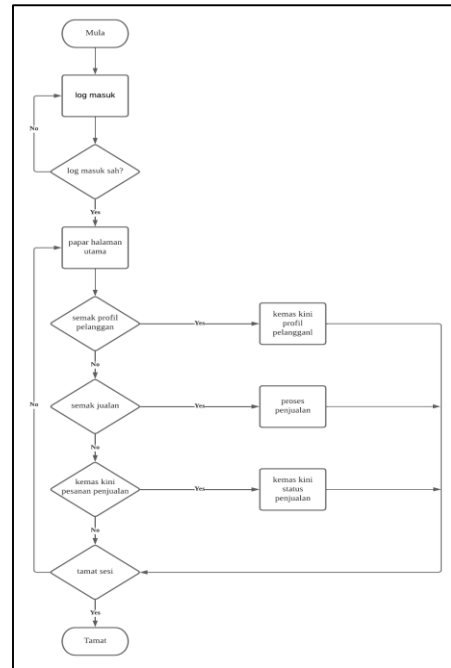 Mula
log masuk
No
log masuk sah?
Yes
papar halaman
utama
semak profil
pelanggan
Yes
kemas kini
profil
pelangganl
No
semak jualan
Yes
proses
penjualan
No
No
kemas kini
pesanan penjualan
Yes
kemas kini
status
penjualan
No
tamat sesi
Yes
Tamat